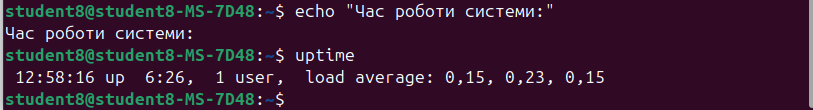 student8@student8-MS-7D48:~$ echo "Час роботи системи:"
Час роботи системи:
student8@student8-MS-7D48:~$ uptime
 12:58:16 up  6:26,  1 user,  load average: 0,15, 0,23, 0,15
student8@student8-MS-7D48:~$